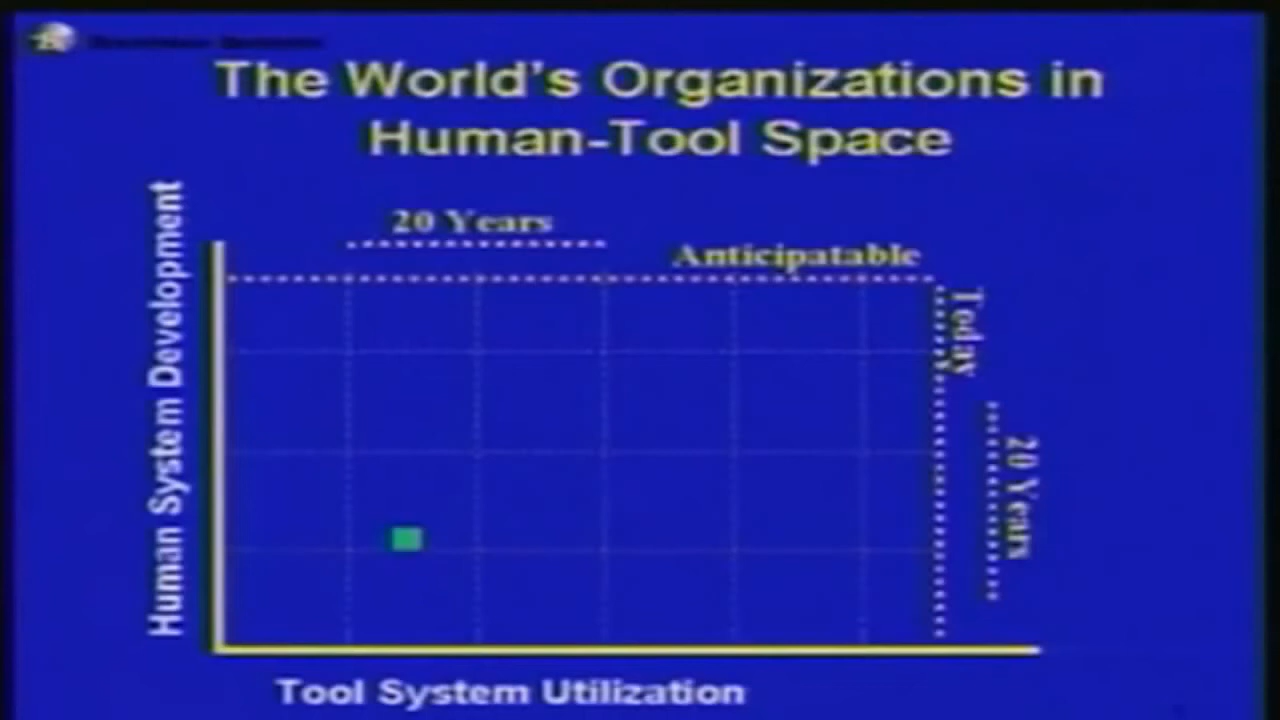 The World's Organizations in
Human-Tool Space
20 Years
Anticipatable
Today
20 Years
Human System Development
Tool System Utilization